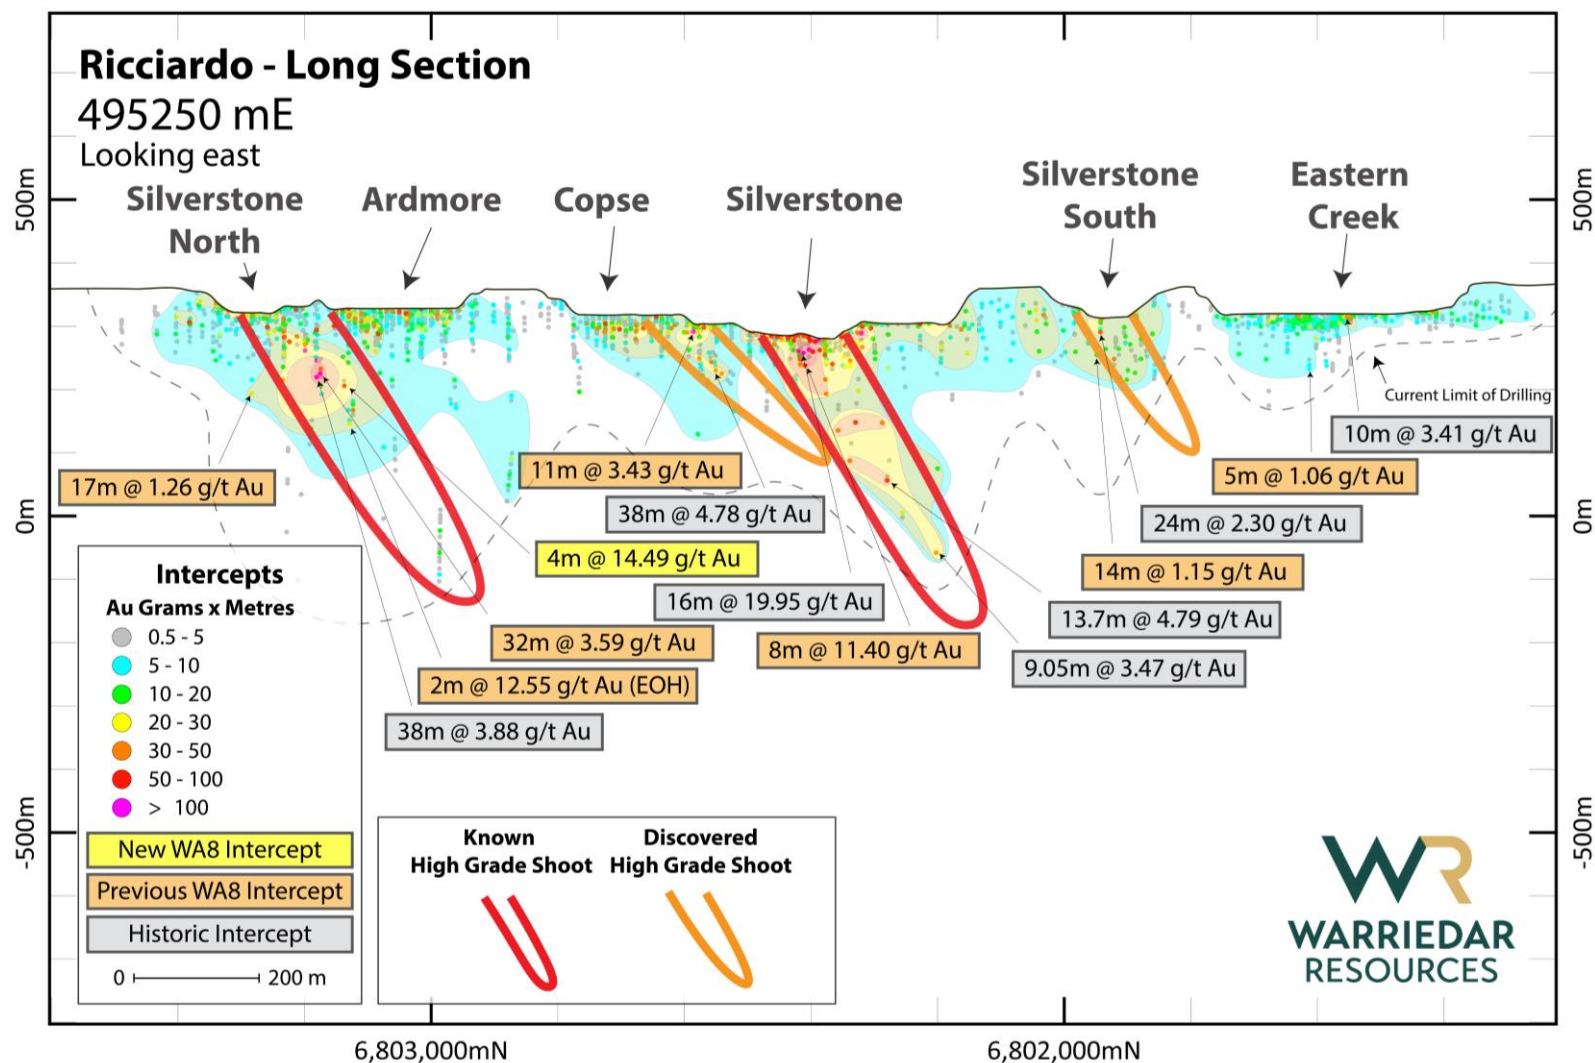 Ricciardo - Long Section
495250 mE
Looking east
Silverstone
North
Ardmore
Copse
Silverstone
Silverstone
South
Eastern
Creek
500m
500m
0m
0m
-500m
-500m
Current Limit of Drilling
10m @ 3.41 g/t Au
11m @ 3.43 g/t Au
5m @ 1.06 g/t Au
17m @ 1.26 g/t Au
38m @ 4.78 g/t Au
24m @ 2.30 g/t Au
4m @ 14.49 g/t Au
14m @ 1.15 g/t Au
16m @ 19.95 g/t Au
13.7m @ 4.79 g/t Au
32m @ 3.59 g/t Au
8m @ 11.40 g/t Au
9.05m @ 3.47 g/t Au
2m @ 12.55 g/t Au (EOH)
38m @ 3.88 g/t Au
Intercepts
Au Grams x Metres
0.5 - 5
5 - 10
10 - 20
20 - 30
30 - 50
50 - 100
> 100
New WA8 Intercept
Previous WA8 Intercept
Historic Intercept
0 200 m
Known
High Grade Shoot
Discovered
High Grade Shoot
WR
WARRIEDAR
RESOURCES
6,803,000mN
6,802,000mN